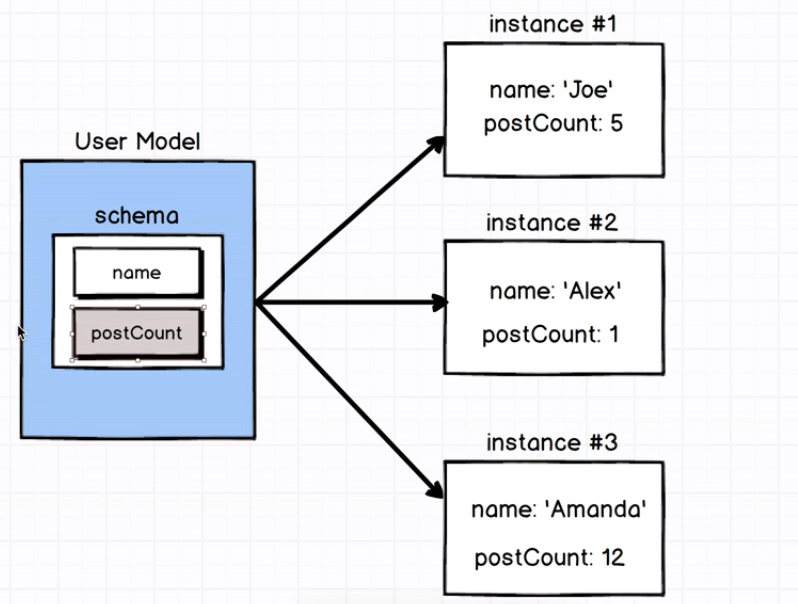 User Model
schema
name
postCount
instance #1
name: 'Joe'
postCount: 5
instance #2
name: 'Alex'
postCount: 1
instance #3
name: 'Amanda'
postCount: 12